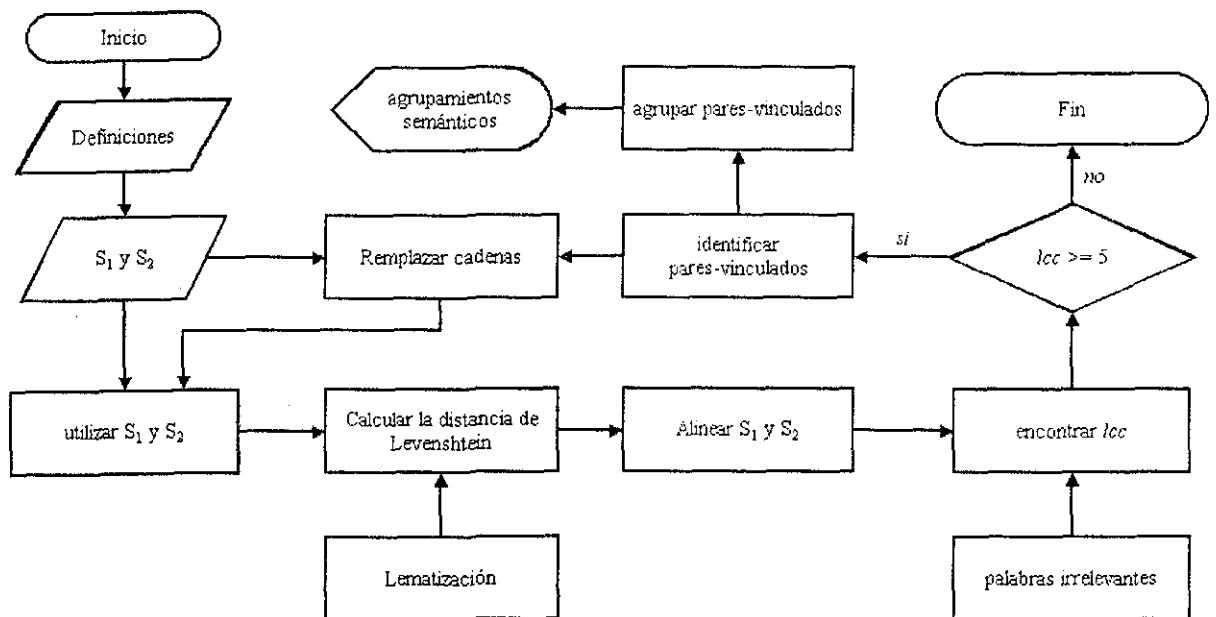 Inicio
agrupamientos
semánticos
agrupar pares-vinculados
Fin
Definiciones
no
S₁ y S₂
Remplazar cadenas
identificar
pares-vinculados
si
lcc >= 5
utilizar S₁ y S₂
Calcular la distancia de
Levenshtein
Alinear S₁ y S₂
encontrar lcc
Lematización
palabras irrelevantes